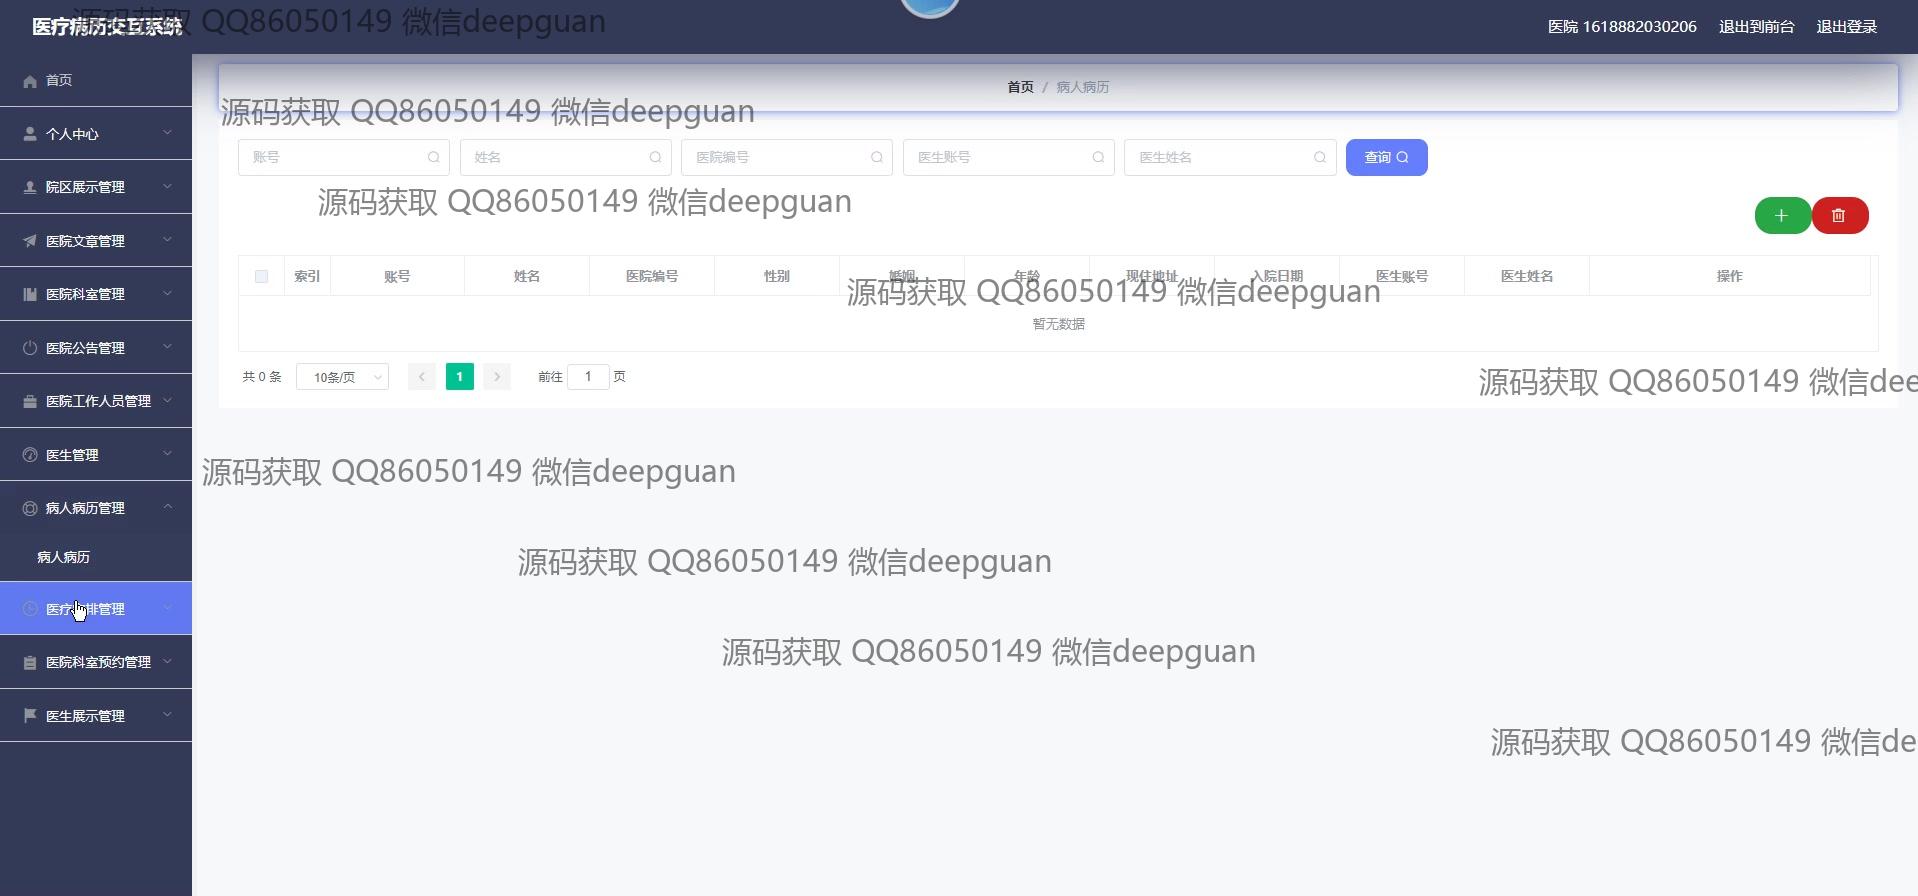 源码获取 QQ86050149 微信deepguan
医院 1618882030206 退出到前台 退出登录
首页
个人中心
院区展示管理
医院文章管理
医院科室管理
医院公告管理
医院工作人员管理
医生管理
病人病历管理
病人病历
医院科室预约管理
医生展示管理
首页 / 病人病历
源码获取 QQ86050149 微信deepguan
账号 姓名 医院编号 医生账号 医生姓名 查询
源码获取 QQ86050149 微信deepguan
索引 账号 姓名 医院编号 性别 婚姻 年龄 现住地址 入院日期 医生账号 医生姓名 操作
源码获取 QQ86050149 微信deepguan
暂无数据
共 0 条 10条/页 1 前往 1 页
源码获取 QQ86050149 微信dee
源码获取 QQ86050149 微信deepguan
源码获取 QQ86050149 微信deepguan
源码获取 QQ86050149 微信deepguan
源码获取 QQ86050149 微信de